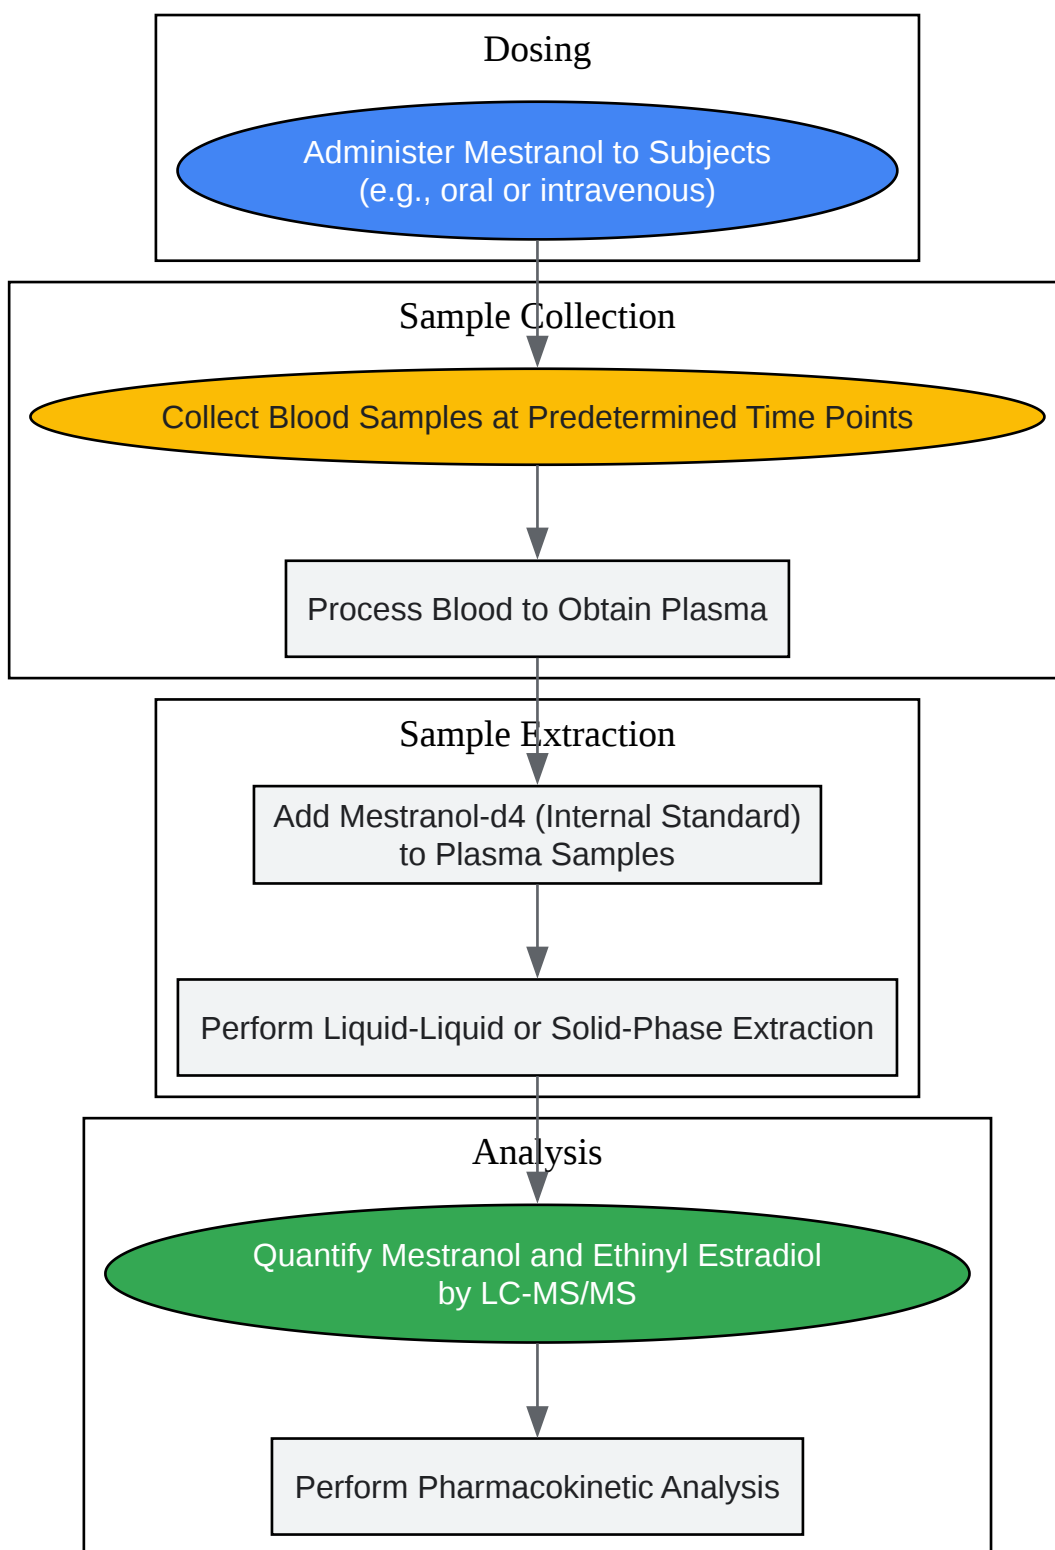 Dosing
Administer Mestranol to Subjects
(e.g., oral or intravenous)
Sample Collection
Collect Blood Samples at Predetermined Time Points
Process Blood to Obtain Plasma
Sample Extraction
Add Mestranol-d4 (Internal Standard)
to Plasma Samples
Perform Liquid-Liquid or Solid-Phase Extraction
Analysis
Quantify Mestranol and Ethinyl Estradiol
by LC-MS/MS
Perform Pharmacokinetic Analysis